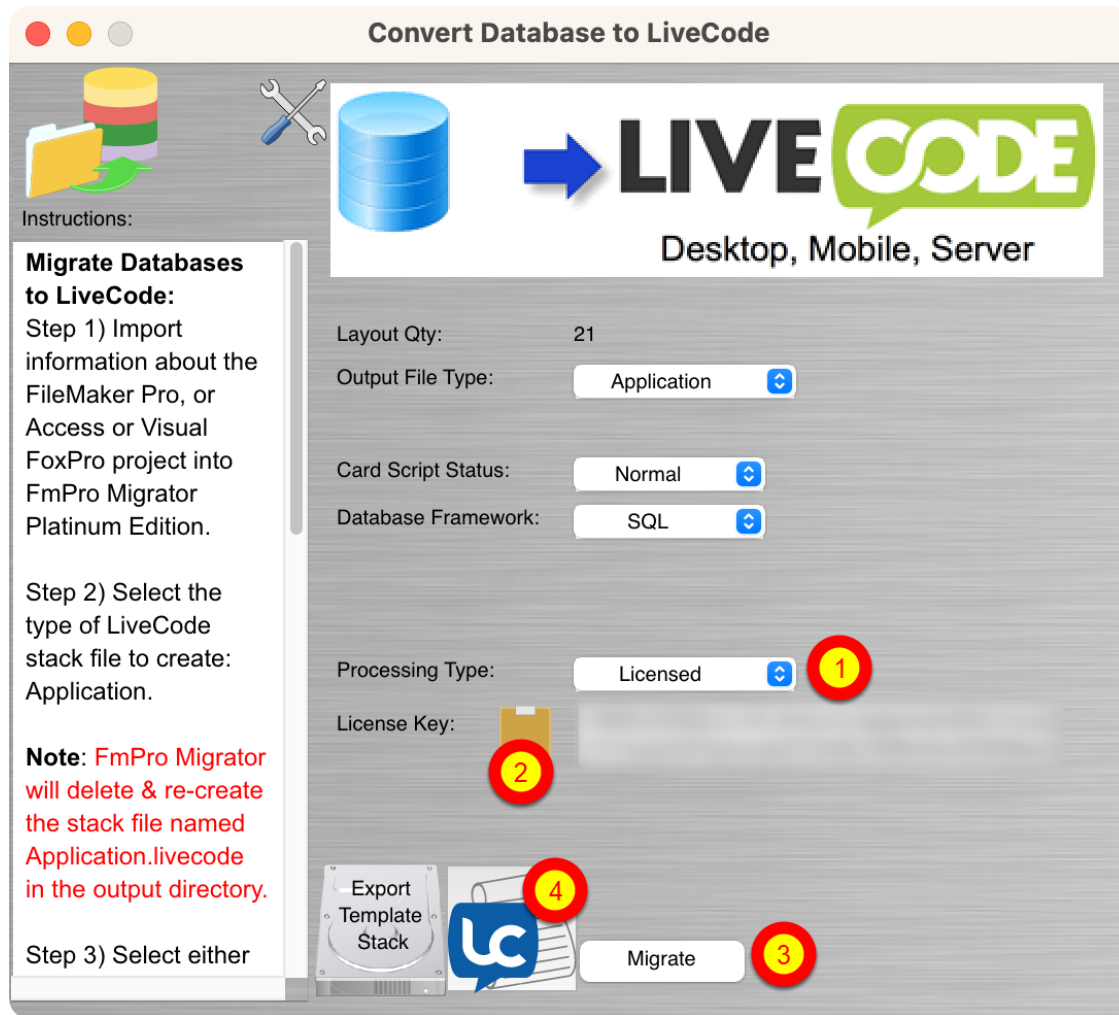 Convert Database to LiveCode
LIVE CODE
Desktop, Mobile, Server
Instructions:
Migrate Databases
to LiveCode:
Step 1) Import
information about the
FileMaker Pro, or
Access or Visual
FoxPro project into
FmPro Migrator
Platinum Edition.
Step 2) Select the
type of LiveCode
stack file to create:
Application.
Note: FmPro Migrator
will delete & re-create
the stack file named
Application.livecode
in the output directory.
Step 3) Select either
Layout Qty: 21
Output File Type: Application
Card Script Status: Normal
Database Framework: SQL
Processing Type: Licensed 1
License Key:
2
Export
Template
Stack
LC
4
Migrate 3